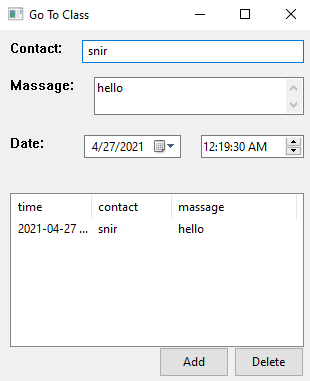 Go To Class
Contact: snir
Massage: hello
Date: 4/27/2021 12:19:30 AM
time contact massage
2021-04-27 ... snir hello
Add Delete